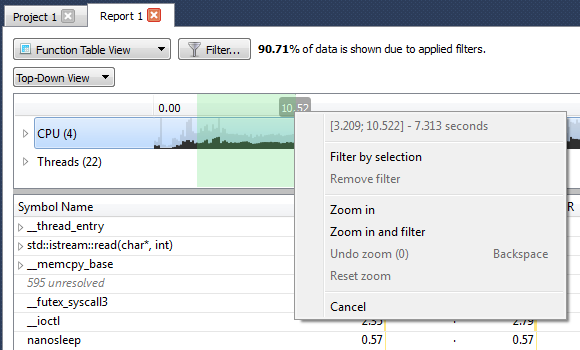 Project 1 Report 1
Function Table View Filter... 90.71% of data is shown due to applied filters.
Top-Down View
0.00 10.52
CPU (4)
Threads (22)
[3.209; 10.522] - 7.313 seconds
Filter by selection
Remove filter
Zoom in
Zoom in and filter
Undo zoom (0) Backspace
Reset zoom
Cancel
Symbol Name R
__thread_entry
std::istream::read(char*, int)
__memcpy_base
595 unresolved
__futex_syscall3
__ioctl 2.35 . 2.79
nanosleep 0.57 . 0.57